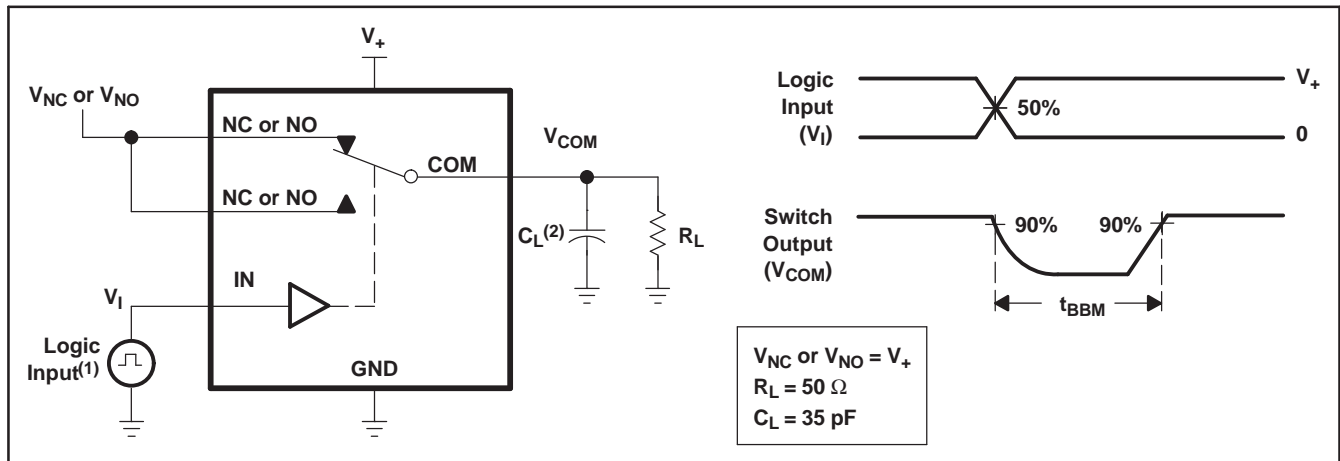 V+
VNC or VNO
NC or NO
COM
VCOM
NC or NO
CL(2)
RL
IN
VI
Logic
Input(1)
GND
Logic
Input
(VI)
50%
V+
0
Switch
Output
(VCOM)
90%
90%
tBBM
VNC or VNO = V+
RL = 50 Ω
CL = 35 pF